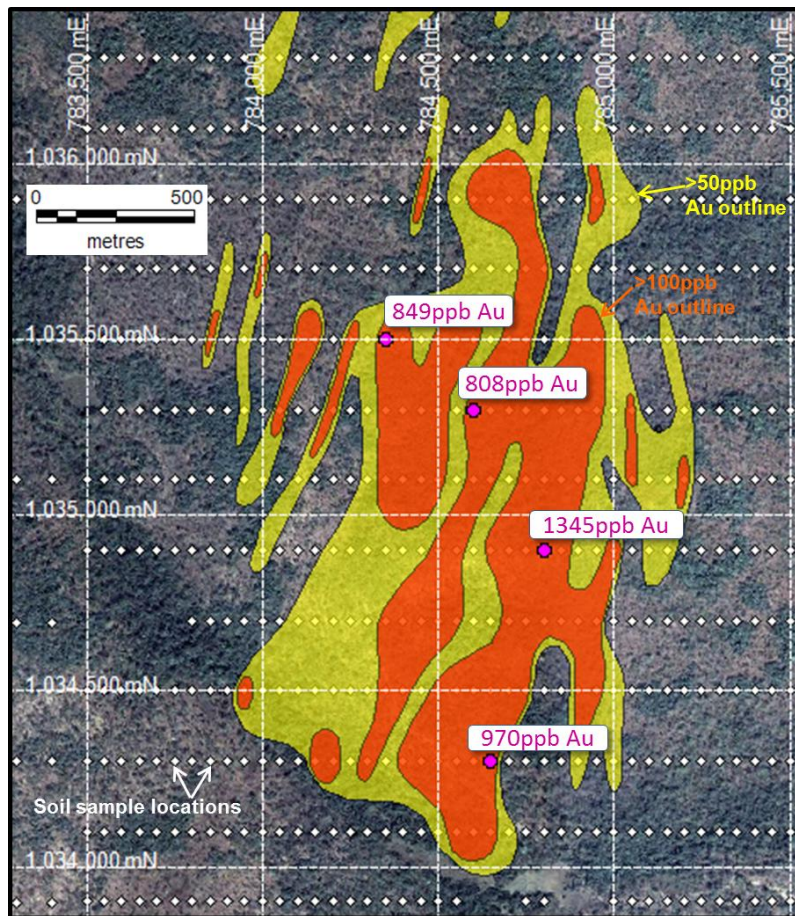 783,500 mE
784,000 mE
784,500 mE
785,000 mE
785,500 mE
1,036,000 mN
0 500
metres
>50ppb
Au outline
>100ppb
Au outline
849ppb Au
1,035,500 mN
808ppb Au
1,035,000 mN
1345ppb Au
1,034,500 mN
970ppb Au
Soil sample locations
1,034,000 mN